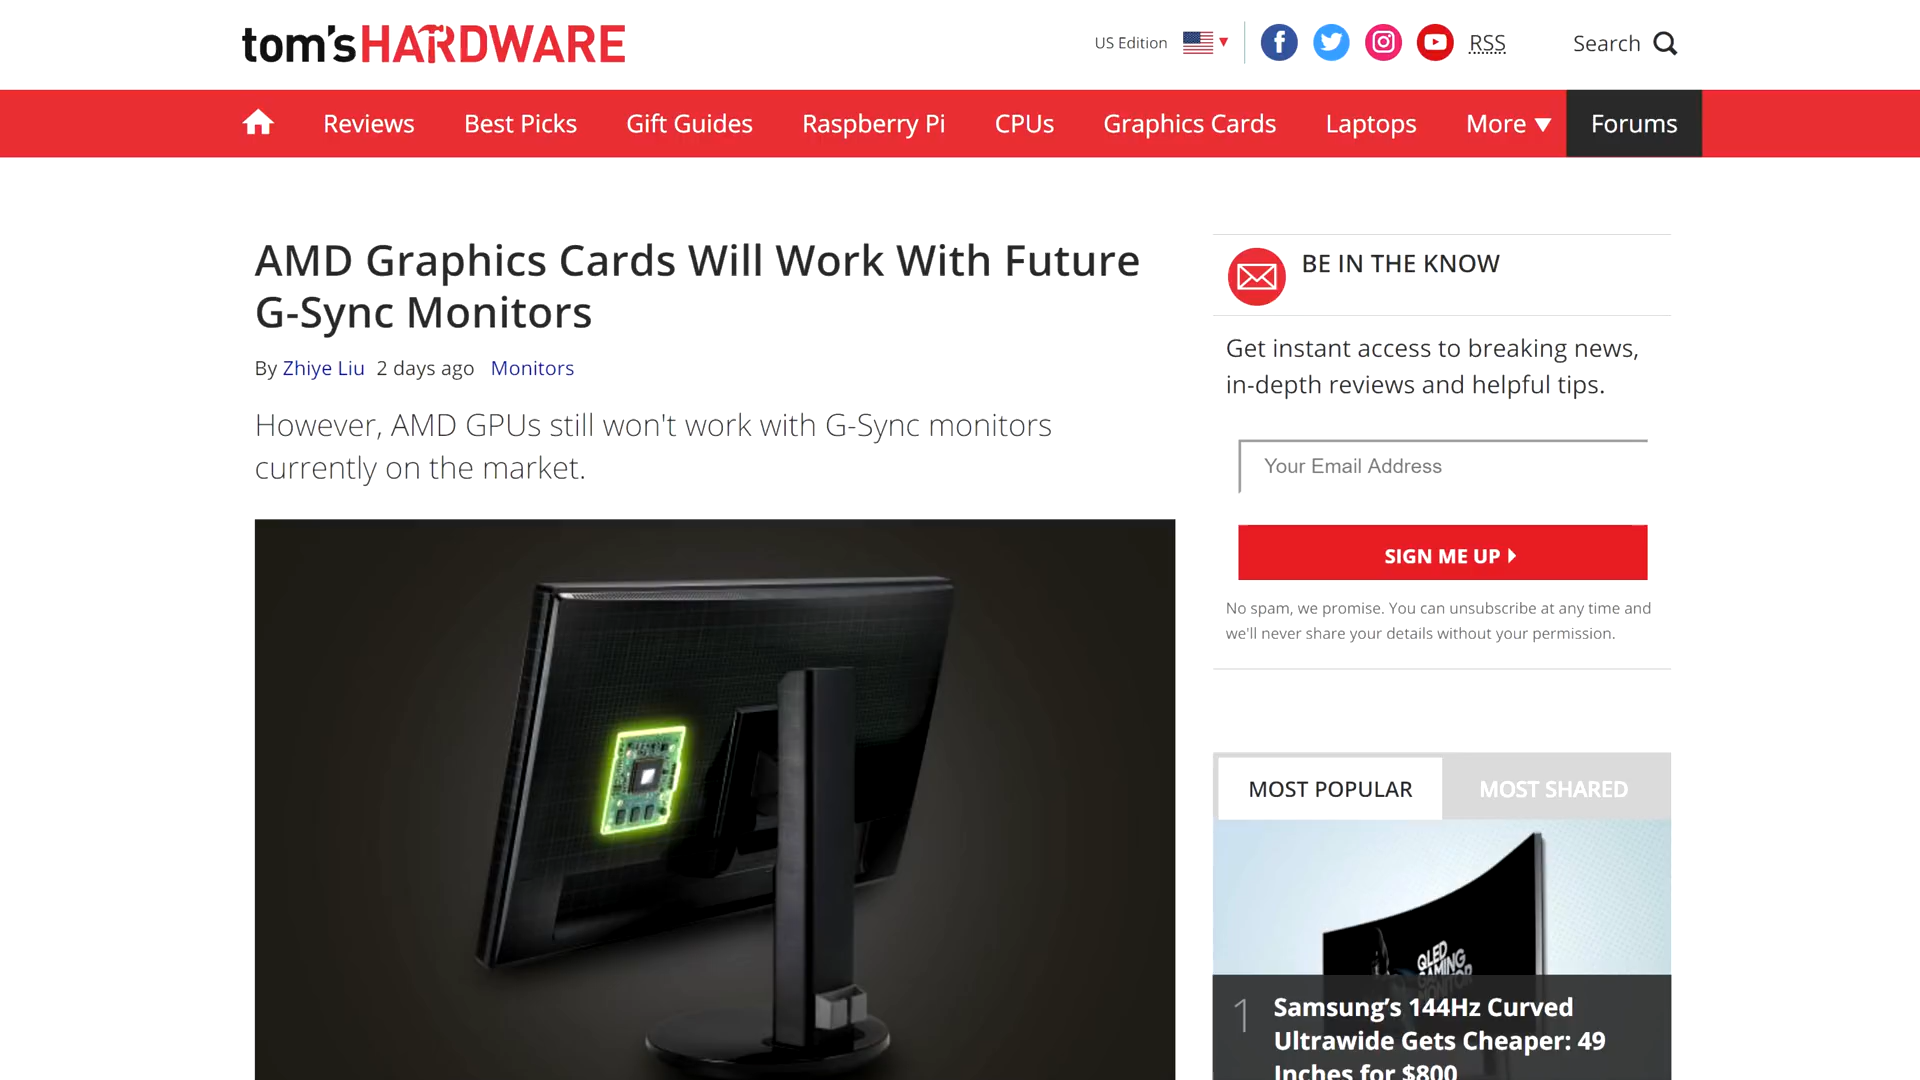 tom'sHARDWARE
US Edition
RSS
Search
Reviews
Best Picks
Gift Guides
Raspberry Pi
CPUs
Graphics Cards
Laptops
More
Forums
AMD Graphics Cards Will Work With Future
G-Sync Monitors
By Zhiye Liu 2 days ago Monitors
However, AMD GPUs still won't work with G-Sync monitors
currently on the market.
BE IN THE KNOW
Get instant access to breaking news,
in-depth reviews and helpful tips.
Your Email Address
SIGN ME UP
No spam, we promise. You can unsubscribe at any time and
we'll never share your details without your permission.
MOST POPULAR
MOST SHARED
QLED
GAMING
MONITOR
1
Samsung’s 144Hz Curved
Ultrawide Gets Cheaper: 49
Inches for $800